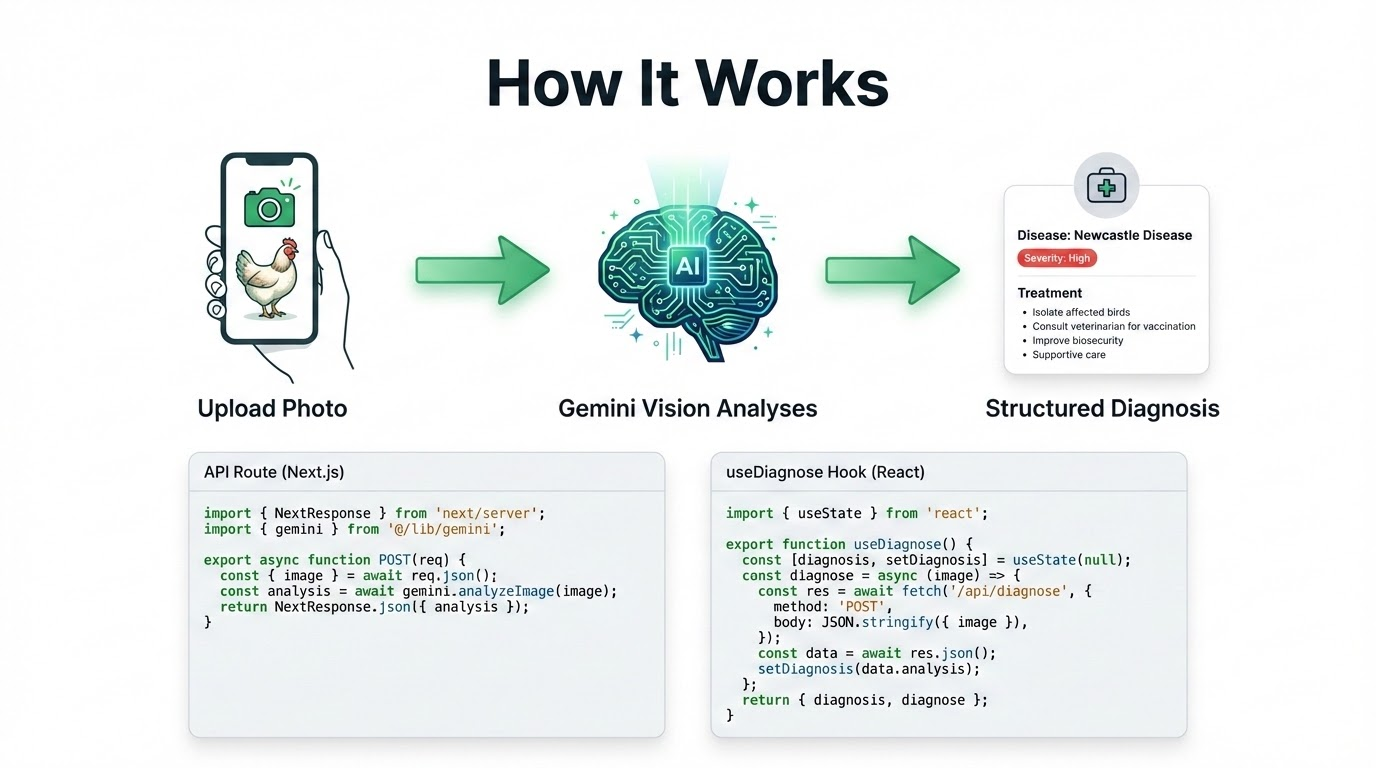 How It Works
AI
Disease: Newcastle Disease
Severity: High
Treatment
• Isolate affected birds
• Consult veterinarian for vaccination
• Improve biosecurity
• Supportive care
Upload Photo
Gemini Vision Analyses
Structured Diagnosis
API Route (Next.js)
import { NextResponse } from 'next/server';
import { gemini } from '@/lib/gemini';
export async function POST(req) {
  const { image } = await req.json();
  const analysis = await gemini.analyzeImage(image);
  return NextResponse.json({ analysis });
}
useDiagnose Hook (React)
import { useState } from 'react';
export function useDiagnose() {
  const [diagnosis, setDiagnosis] = useState(null);
  const diagnose = async (image) => {
    const res = await fetch('/api/diagnose', {
      method: 'POST',
      body: JSON.stringify({ image }),
    });
    const data = await res.json();
    setDiagnosis(data.analysis);
  };
  return { diagnosis, diagnose };
}